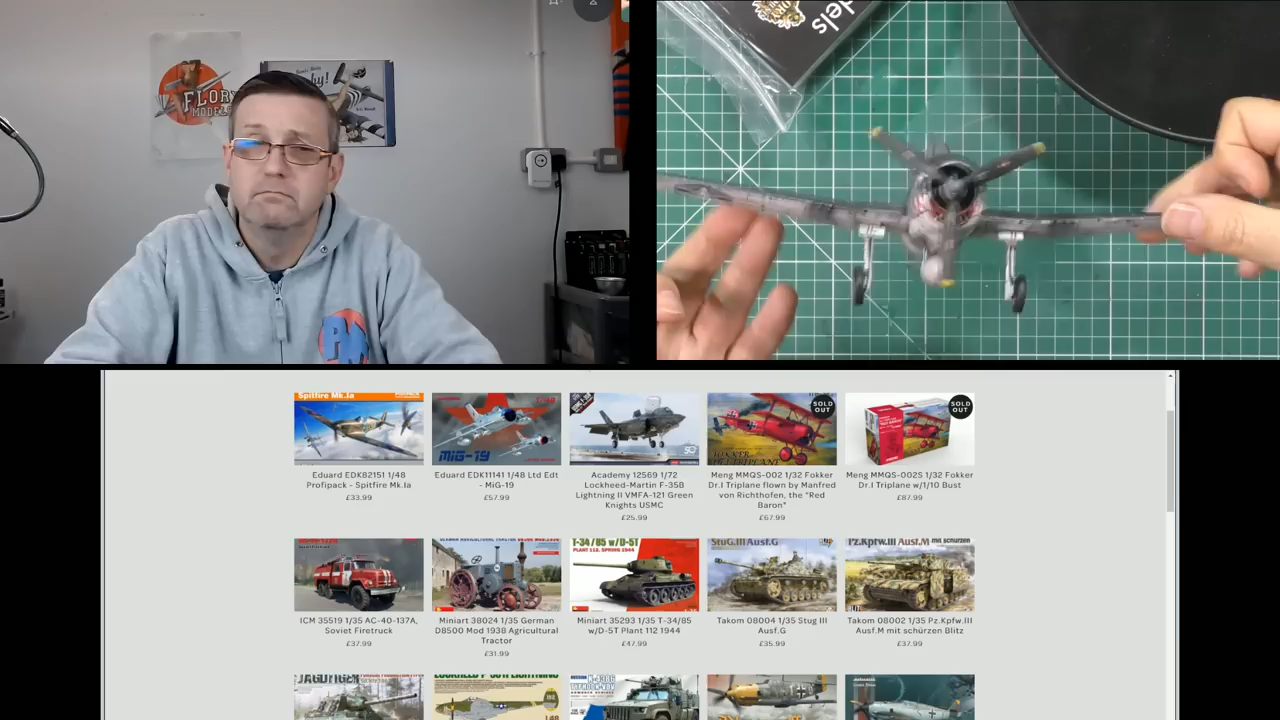 FLORY
MODELS
dels
Spitfire Mk.Ia
MiG-19
SOLD
OUT
SOLD
OUT
Eduard EDK82151 1/48
Profipack - Spitfire Mk.Ia
£33.99
Eduard EDK11141 1/48 Ltd Edt
- MiG-19
£57.99
Academy 12569 1/72
Lockheed-Martin F-35B
Lightning II VMFA-121 Green
Knights USMC
£25.99
Meng MMQS-002 1/32 Fokker
Dr.I Triplane flown by Manfred
von Richthofen, the "Red
Baron"
£67.99
Meng MMQS-002S 1/32 Fokker
Dr.I Triplane w/1/10 Bust
£87.99
T-34/85 w/D-5T
PLANT 112. SPRING 1944
StuG.III Ausf.G
Pz.Kpfw.III Ausf.M mit schürzen
ICM 35519 1/35 AC-40-137A,
Soviet Firetruck
£37.99
Miniart 38024 1/35 German
D8500 Mod 1938 Agricultural
Tractor
£31.99
Miniart 35293 1/35 T-34/85
w/D-5T Plant 112 1944
£47.99
Takom 08004 1/35 Stug III
Ausf.G
£35.99
Takom 08002 1/35 Pz.Kpfw.III
Ausf.M mit schürzen Blitz
£37.99